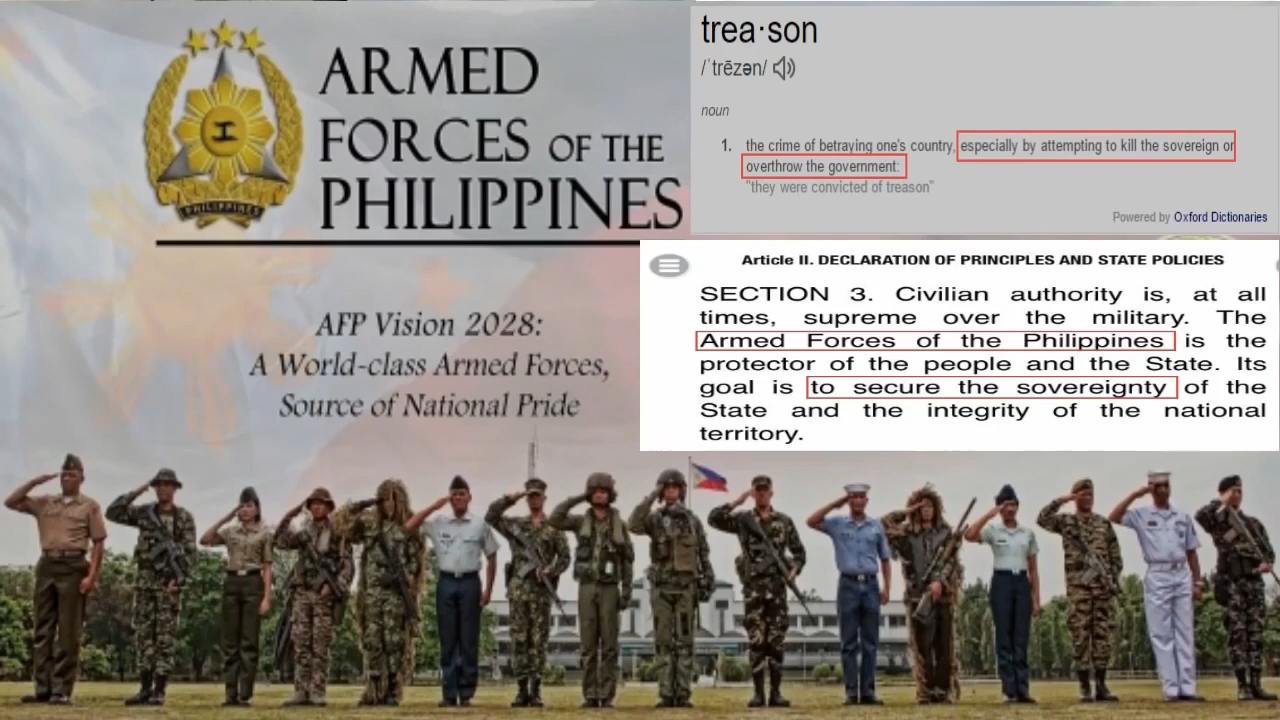 ARMED
FORCES OF THE
PHILIPPINES
PHILIPPINES
AFP Vision 2028:
A World-class Armed Forces,
Source of National Pride
trea·son
/ˈtrēzən/
noun
1. the crime of betraying one's country, especially by attempting to kill the sovereign or
overthrow the government:
"they were convicted of treason"
Powered by Oxford Dictionaries
Article II. DECLARATION OF PRINCIPLES AND STATE POLICIES
SECTION 3. Civilian authority is, at all
times, supreme over the military. The
Armed Forces of the Philippines is the
protector of the people and the State. Its
goal is to secure the sovereignty of the
State and the integrity of the national
territory.